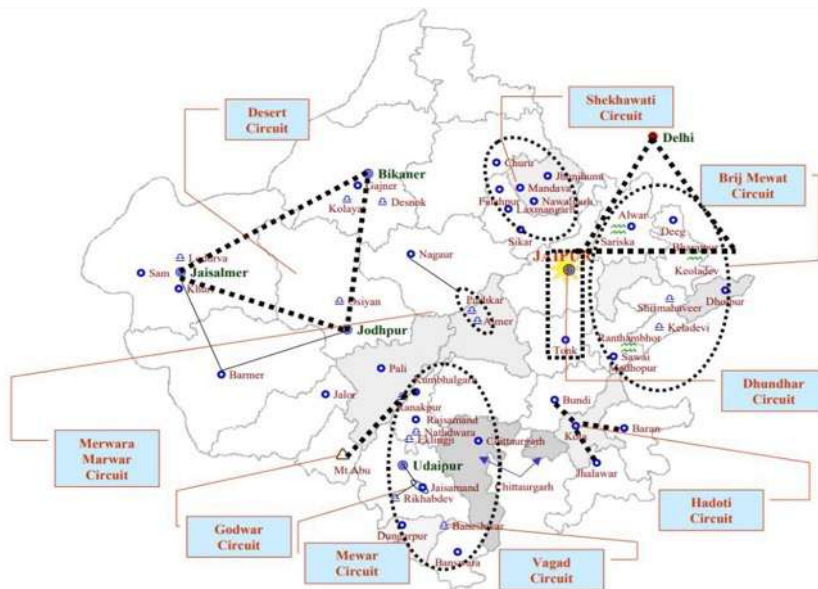 Shekhawati
Circuit
Desert
Circuit
Delhi
Churu
Jhunjhunu
Brij Mewat
Circuit
Bikaner
Gajner
Mandava
Kolayat
Desnok
Nawalgarh
Laxmangarh
Alwar
Deeg
Sariska
Sikar
Nagaur
Sam
Jaisalmer
Keoladev
Dholpur
Osiyan
Pushkar
Shrimahaveer
Ajmer
Keladevi
Jodhpur
Ranthambhor
Tonk
Sawai
Madhopur
Pali
Barmer
Kumbhalgarh
Dhundhar
Circuit
Jalor
Ranakpur
Bundi
Rajsamand
Kota
Baran
Nathdwara
Merwara
Marwar
Circuit
Eklingji
Chittaurgarh
Mt.Abu
Udaipur
Jhalawar
Jaisamand
Chittaurgarh
Rikhabdev
Hadoti
Circuit
Godwar
Circuit
Dungarpur
Baneshwar
Mewar
Circuit
Banswara
Vagad
Circuit